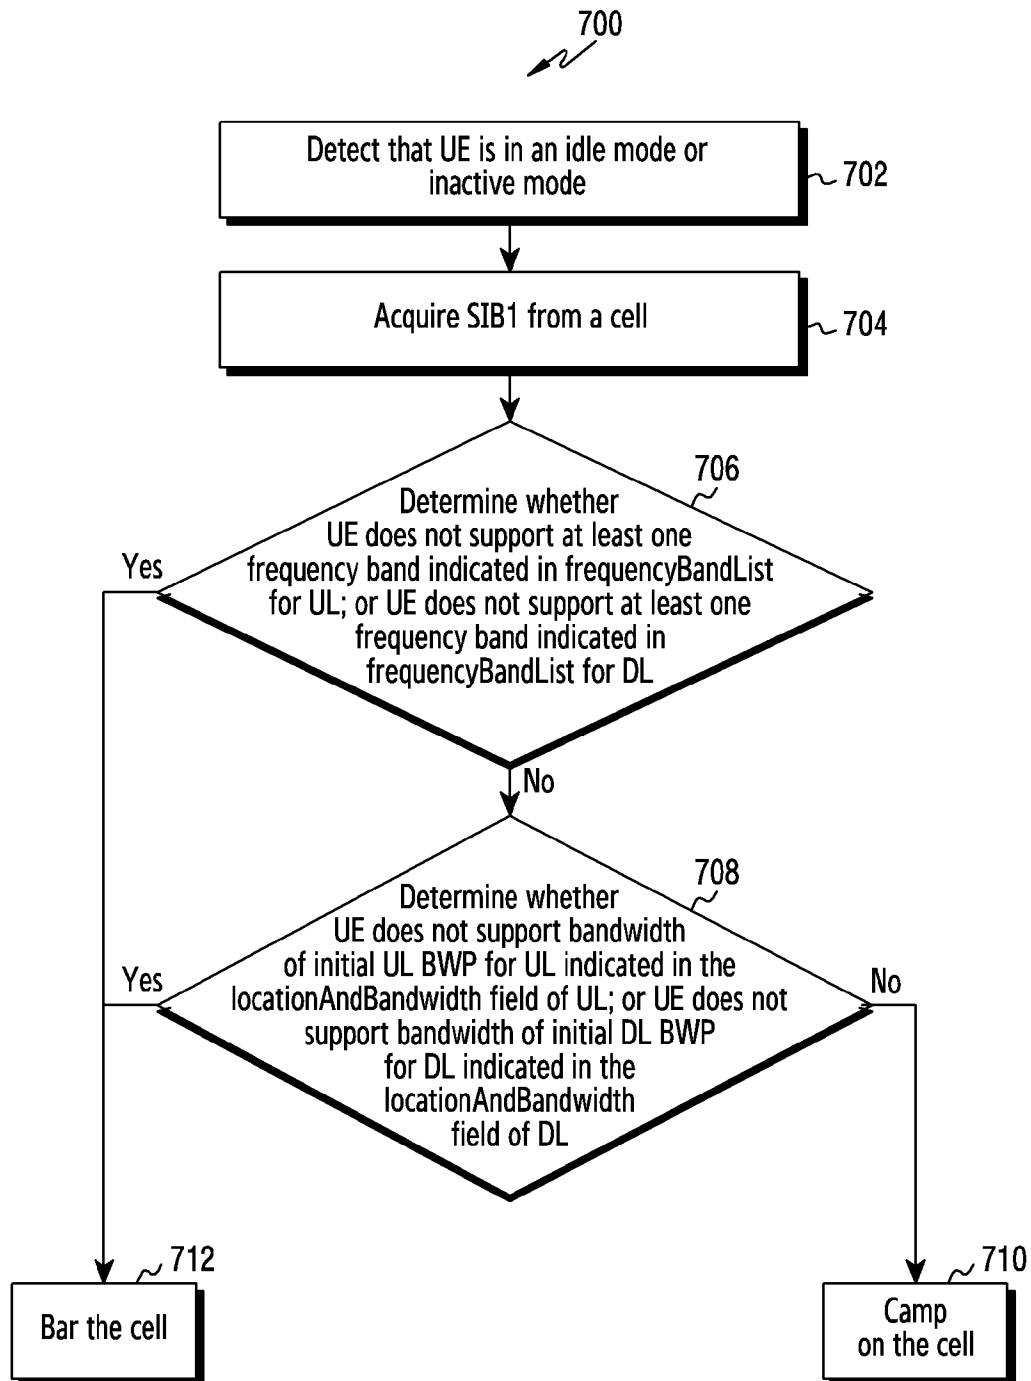 700
Detect that UE is in an idle mode or
inactive mode
702
Acquire SIB1 from a cell
704
706
Determine whether
UE does not support at least one
frequency band indicated in frequencyBandList
for UL; or UE does not support at least one
frequency band indicated in
frequencyBandList for DL
Yes
No
708
Determine whether
UE does not support bandwidth
of initial UL BWP for UL indicated in the
locationAndBandwidth field of UL; or UE does not
support bandwidth of initial DL BWP
for DL indicated in the
locationAndBandwidth
field of DL
Yes
No
712
Bar the cell
710
Camp
on the cell